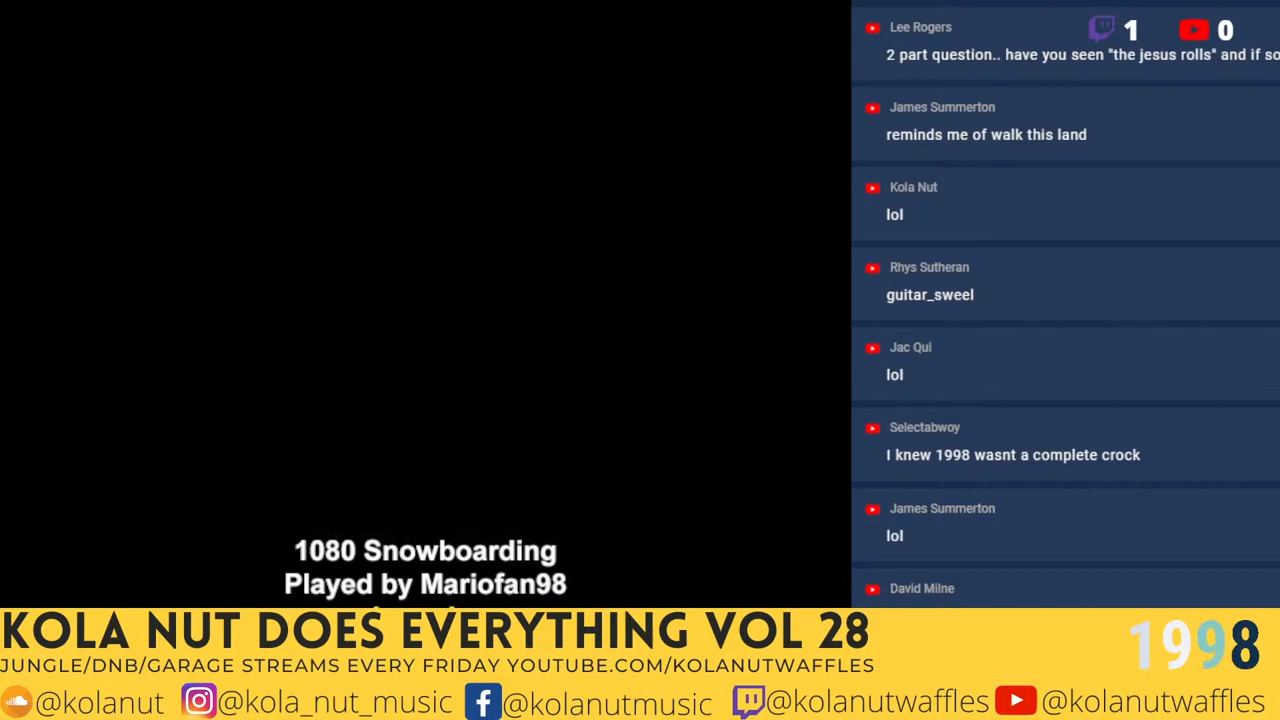 Lee Rogers
1
0
2 part question.. have you seen "the jesus rolls" and if so
James Summerton
reminds me of walk this land
Kola Nut
lol
Rhys Sutheran
guitar_sweel
Jac Qui
lol
Selectabwoy
I knew 1998 wasnt a complete crock
James Summerton
lol
David Milne
1080 Snowboarding
Played by Mariofan98
KOLA NUT DOES EVERYTHING VOL 28
JUNGLE/DNB/GARAGE STREAMS EVERY FRIDAY YOUTUBE.COM/KOLANUTWAFFLES
1998
@kolanut @kola_nut_music @kolanutmusic @kolanutwaffles @kolanutwaffles